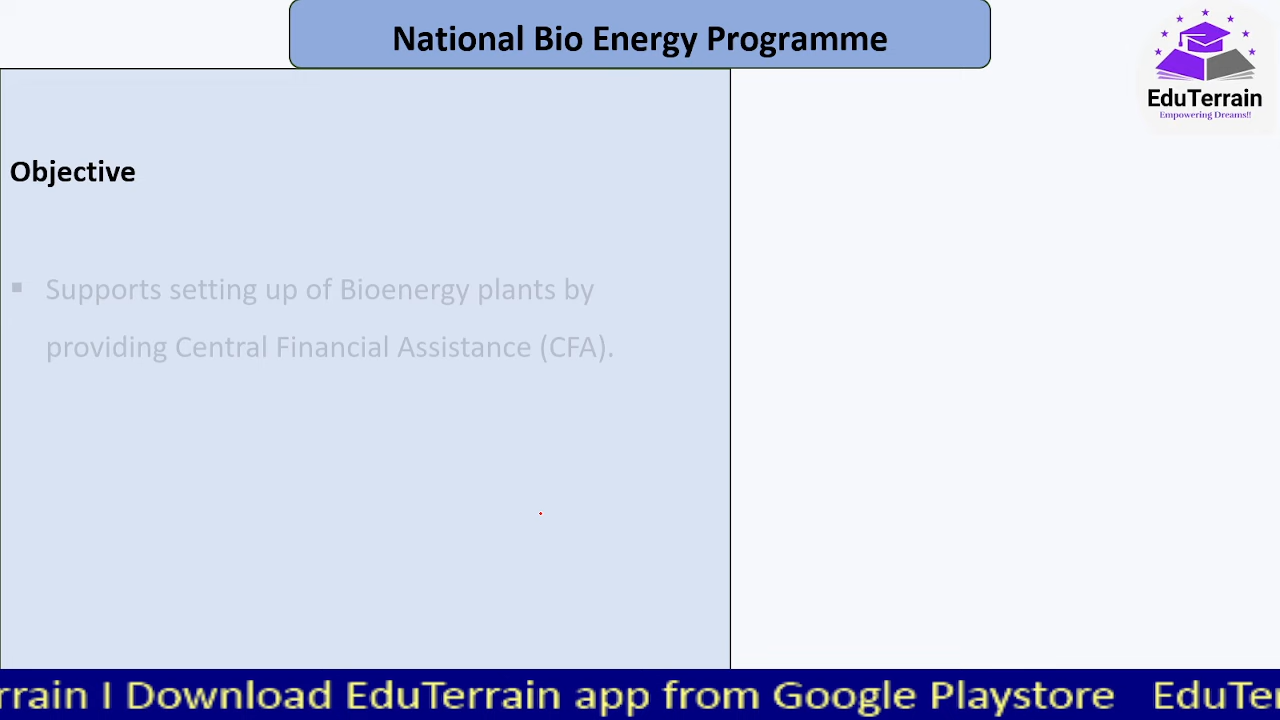 National Bio Energy Programme
EduTerrain
Empowering Dreams!!
Objective
▪ Supports setting up of Bioenergy plants by
providing Central Financial Assistance (CFA).
rrain I Download EduTerrain app from Google Playstore EduTer